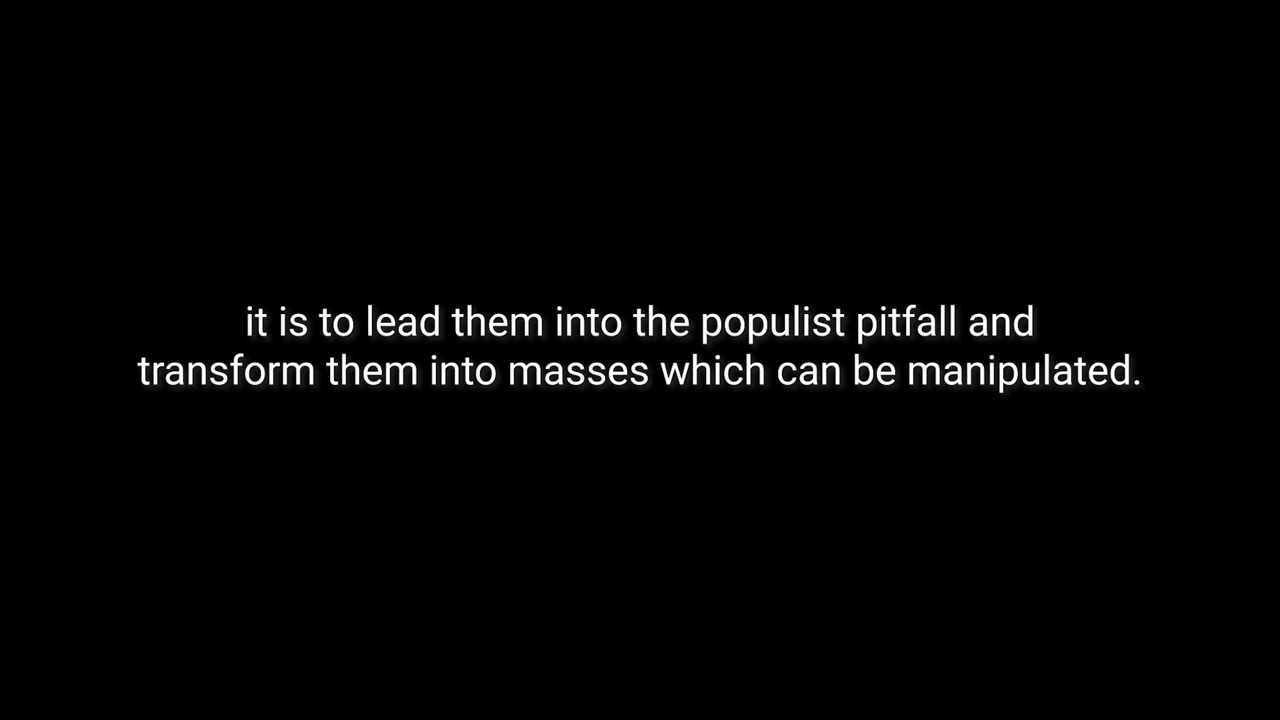 it is to lead them into the populist pitfall and
transform them into masses which can be manipulated.